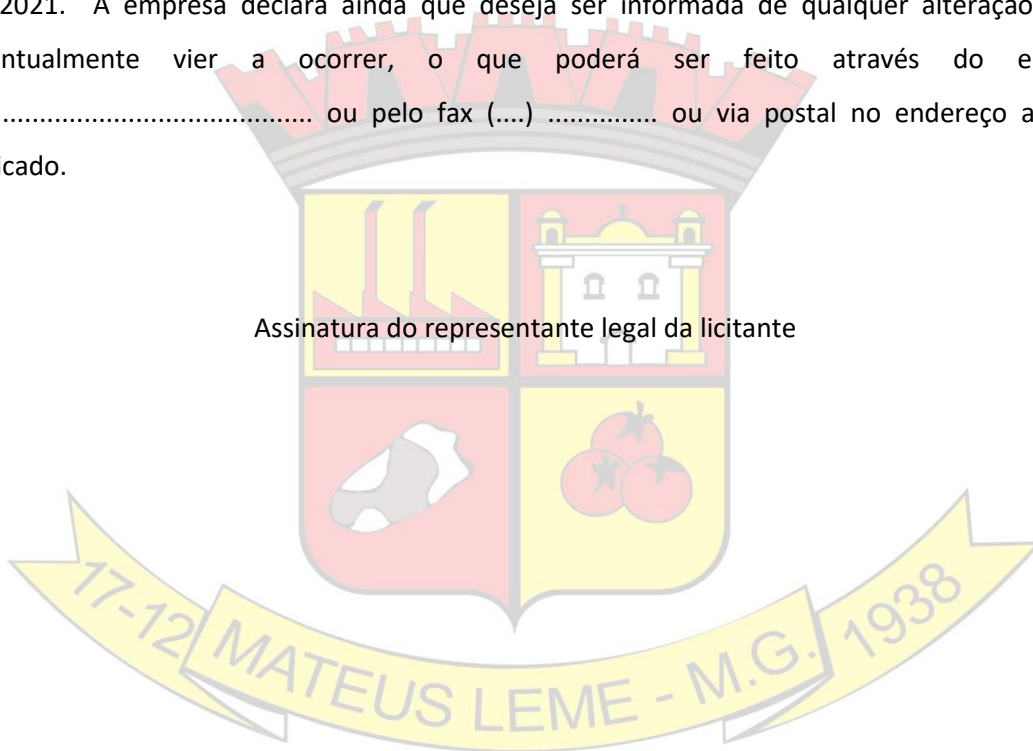 2021. A empresa declara ainda que deseja ser informada de qualquer alteração
ntualmente vier a ocorrer, o que poderá ser feito através do e
....................................... ou pelo fax (....) ............... ou via postal no endereço a
icado.
Assinatura do representante legal da licitante
17-12 MATEUS LEME - M.G. 1938